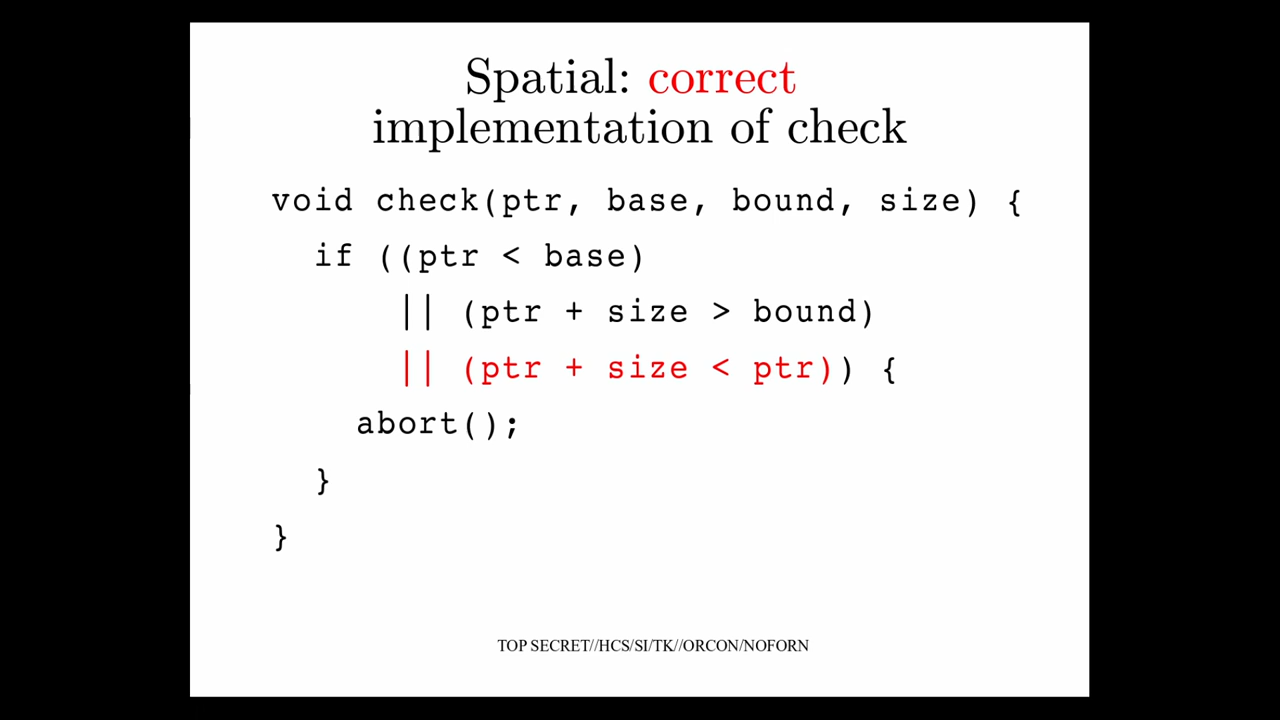 Spatial: correct
implementation of check
void check(ptr, base, bound, size) {
if ((ptr < base)
|| (ptr + size > bound)
|| (ptr + size < ptr)) {
abort();
}
}
TOP SECRET//HCS/SI/TK//ORCON/NOFORN